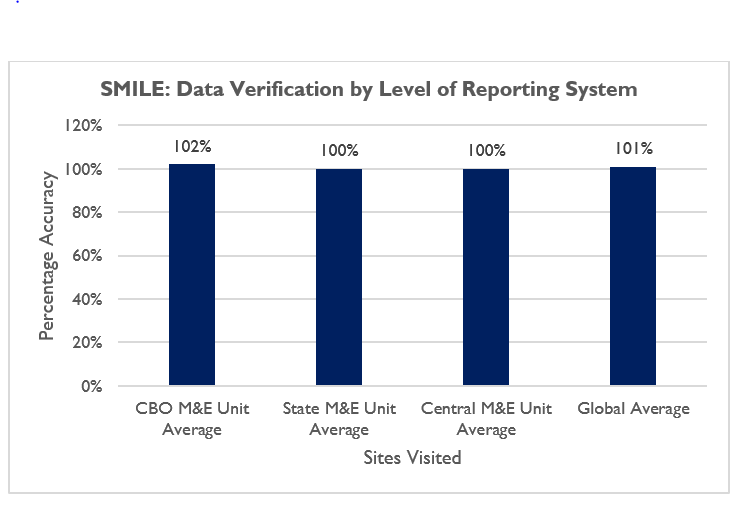 SMILE: Data Verification by Level of Reporting System
120%
100%
80%
60%
40%
20%
0%
Percentage Accuracy
102%
100%
100%
101%
CBO M&E Unit
Average
State M&E Unit
Average
Central M&E Unit
Average
Global Average
Sites Visited